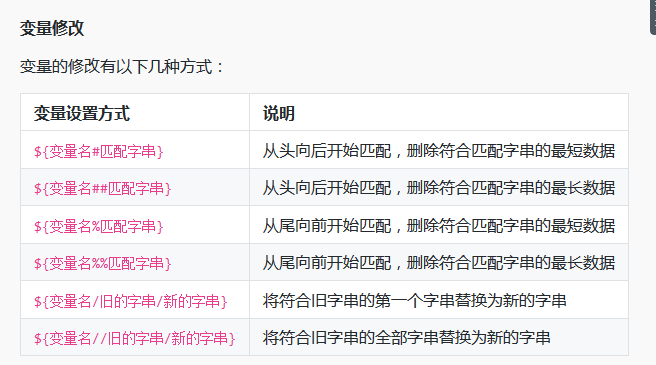 变量修改
变量的修改有以下几种方式：
变量设置方式 说明
${变量名#匹配字串} 从头向后开始匹配，删除符合匹配字串的最短数据
${变量名##匹配字串} 从头向后开始匹配，删除符合匹配字串的最长数据
${变量名%匹配字串} 从尾向前开始匹配，删除符合匹配字串的最短数据
${变量名%%匹配字串} 从尾向前开始匹配，删除符合匹配字串的最长数据
${变量名/旧的字串/新的字串} 将符合旧字串的第一个字串替换为新的字串
${变量名//旧的字串/新的字串} 将符合旧字串的全部字串替换为新的字串